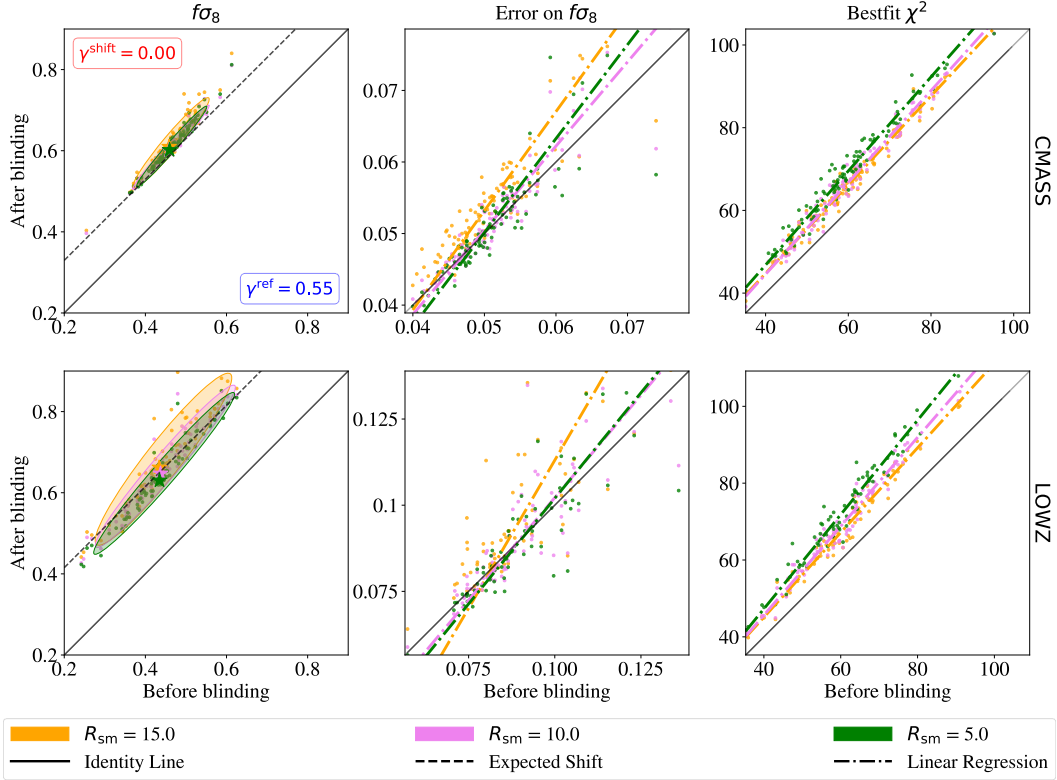 fσ₈
Error on fσ₈
Bestfit χ²
After blinding
0.8
0.6
0.4
0.2
0.2 0.4 0.6 0.8
γ^shift = 0.00
γ^ref = 0.55
0.07
0.06
0.05
0.04
0.04 0.05 0.06 0.07
100
80
60
40
40 60 80 100
CMASS
After blinding
0.8
0.6
0.4
0.2
0.2 0.4 0.6 0.8
Before blinding
0.125
0.1
0.075
0.075 0.100 0.125
Before blinding
100
80
60
40
40 60 80 100
Before blinding
LOWZ
R_sm = 15.0
R_sm = 10.0
R_sm = 5.0
Identity Line
Expected Shift
Linear Regression